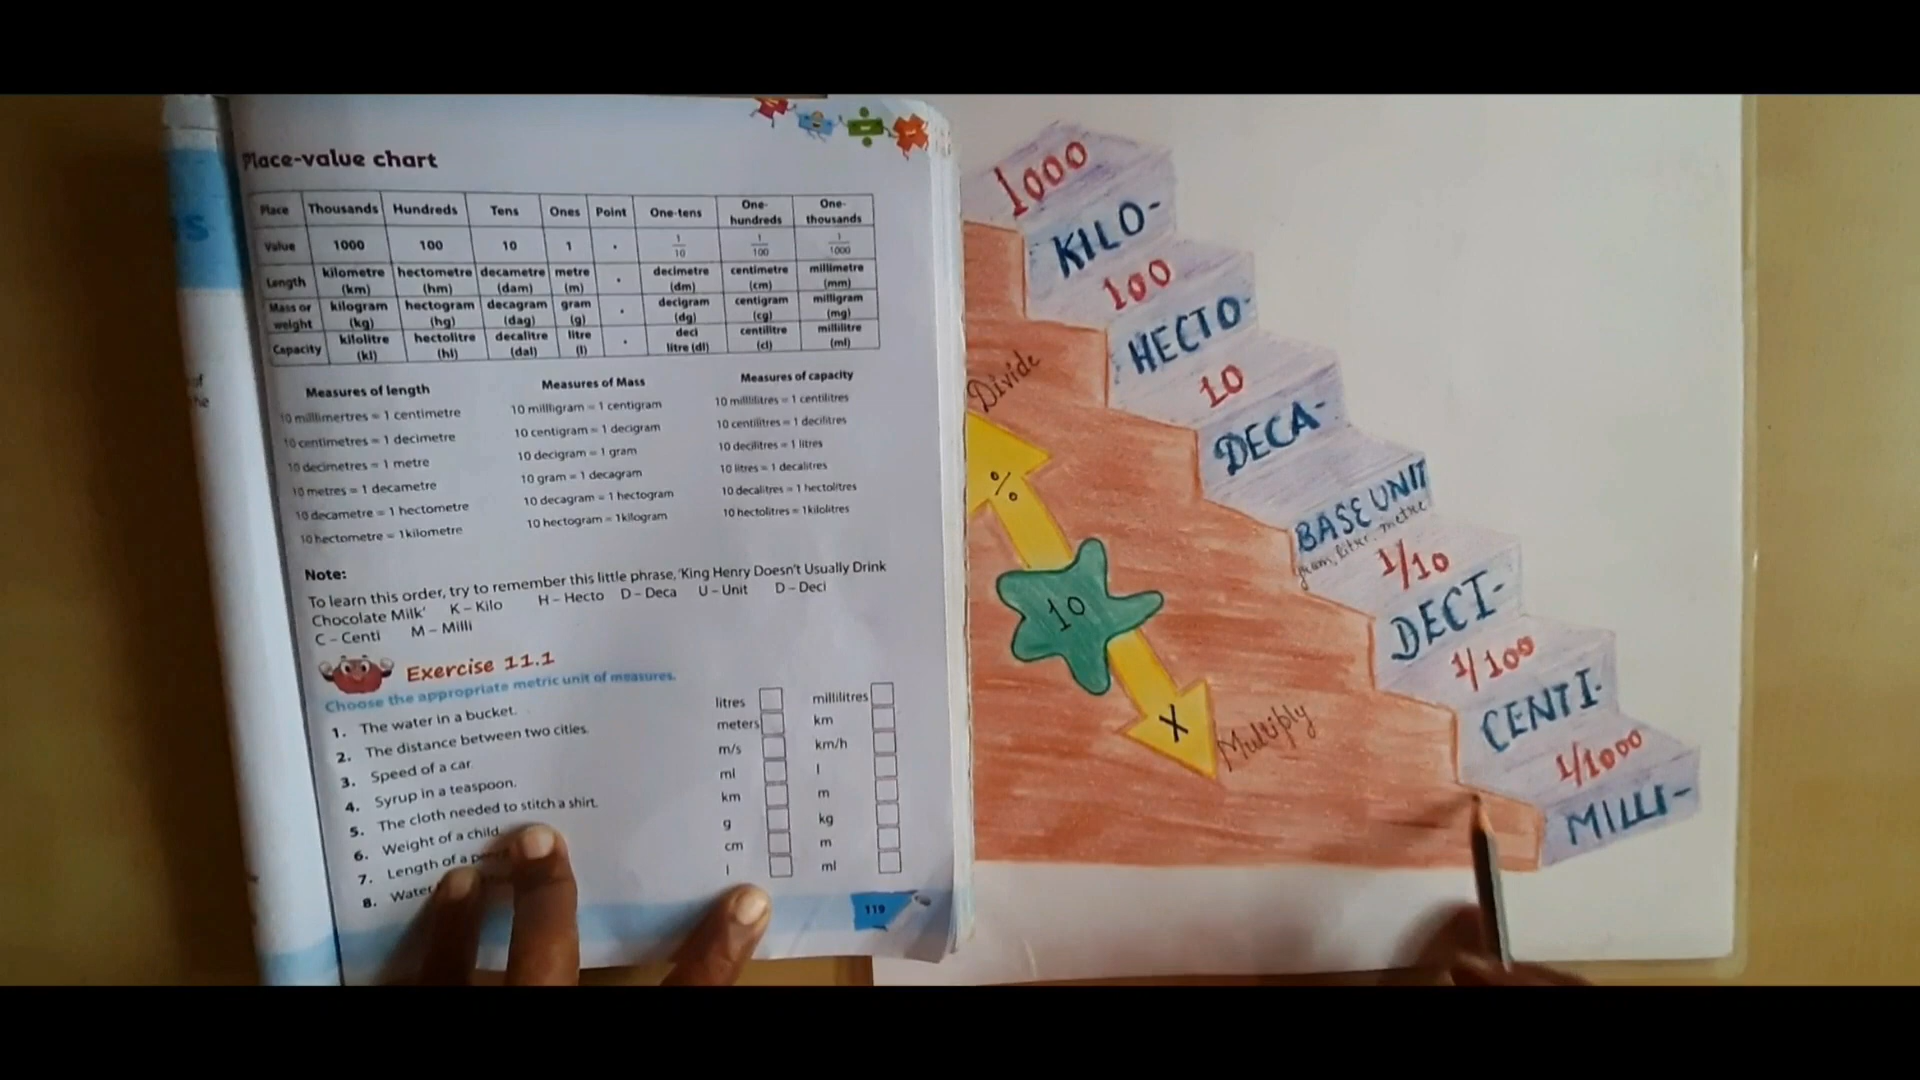 Place-value chart
Place Thousands Hundreds Tens Ones Point One-tens One-hundreds One-thousands
Value 1000 100 10 1 . 1/10 1/100 1/1000
Length kilometre (km) hectometre (hm) decametre (dam) metre (m) . decimetre (dm) centimetre (cm) millimetre (mm)
Mass or weight kilogram (kg) hectogram (hg) decagram (dag) gram (g) . decigram (dg) centigram (cg) milligram (mg)
Capacity kilolitre (kl) hectolitre (hl) decalitre (dal) litre (l) . deci litre (dl) centilitre (cl) millilitre (ml)
Measures of length
10 millimertres = 1 centimetre
10 centimetres = 1 decimetre
10 decimetres = 1 metre
10 metres = 1 decametre
10 decametre = 1 hectometre
10 hectometre = 1kilometre
Measures of Mass
10 milligram = 1 centigram
10 centigram = 1 decigram
10 decigram = 1 gram
10 gram = 1 decagram
10 decagram = 1 hectogram
10 hectogram = 1kilogram
Measures of capacity
10 millilitres = 1 centilitres
10 centilitres = 1 decilitres
10 decilitres = 1 litres
10 litres = 1 decalitres
10 decalitres = 1 hectolitres
10 hectolitres = 1kilolitres
Note:
To learn this order, try to remember this little phrase, 'King Henry Doesn't Usually Drink
Chocolate Milk' K – Kilo H – Hecto D – Deca U – Unit D – Deci
C – Centi M – Milli
Exercise 11.1
Choose the appropriate metric unit of measures.
1. The water in a bucket. litres millilitres
2. The distance between two cities. meters km
3. Speed of a car. m/s km/h
4. Syrup in a teaspoon. ml l
5. The cloth needed to stitch a shirt. km m
6. Weight of a child. g kg
7. Length of a cm m
8. Water l ml
119
1000
KILO-
100
HECTO-
10
DECA-
BASE UNIT
gram, liter, metre
1/10
DECI-
1/100
CENTI-
1/1000
MILLI-
Divide
÷
10
X
Multiply